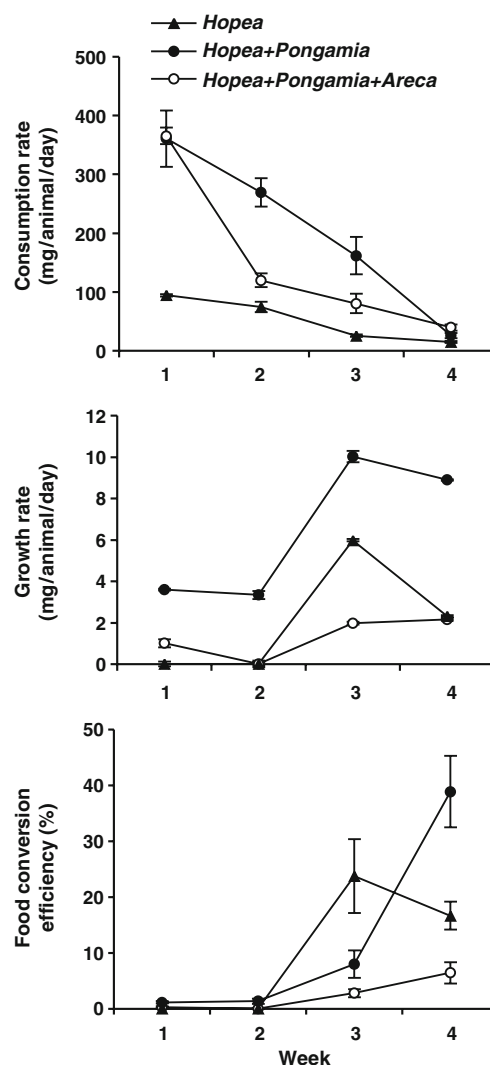 Hopea
Hopea+Pongamia
Hopea+Pongamia+Areca
Consumption rate
(mg/animal/day)
500
400
300
200
100
0
1 2 3 4
Growth rate
(mg/animal/day)
12
10
8
6
4
2
0
1 2 3 4
Food conversion
efficiency (%)
50
40
30
20
10
0
1 2 3 4
Week